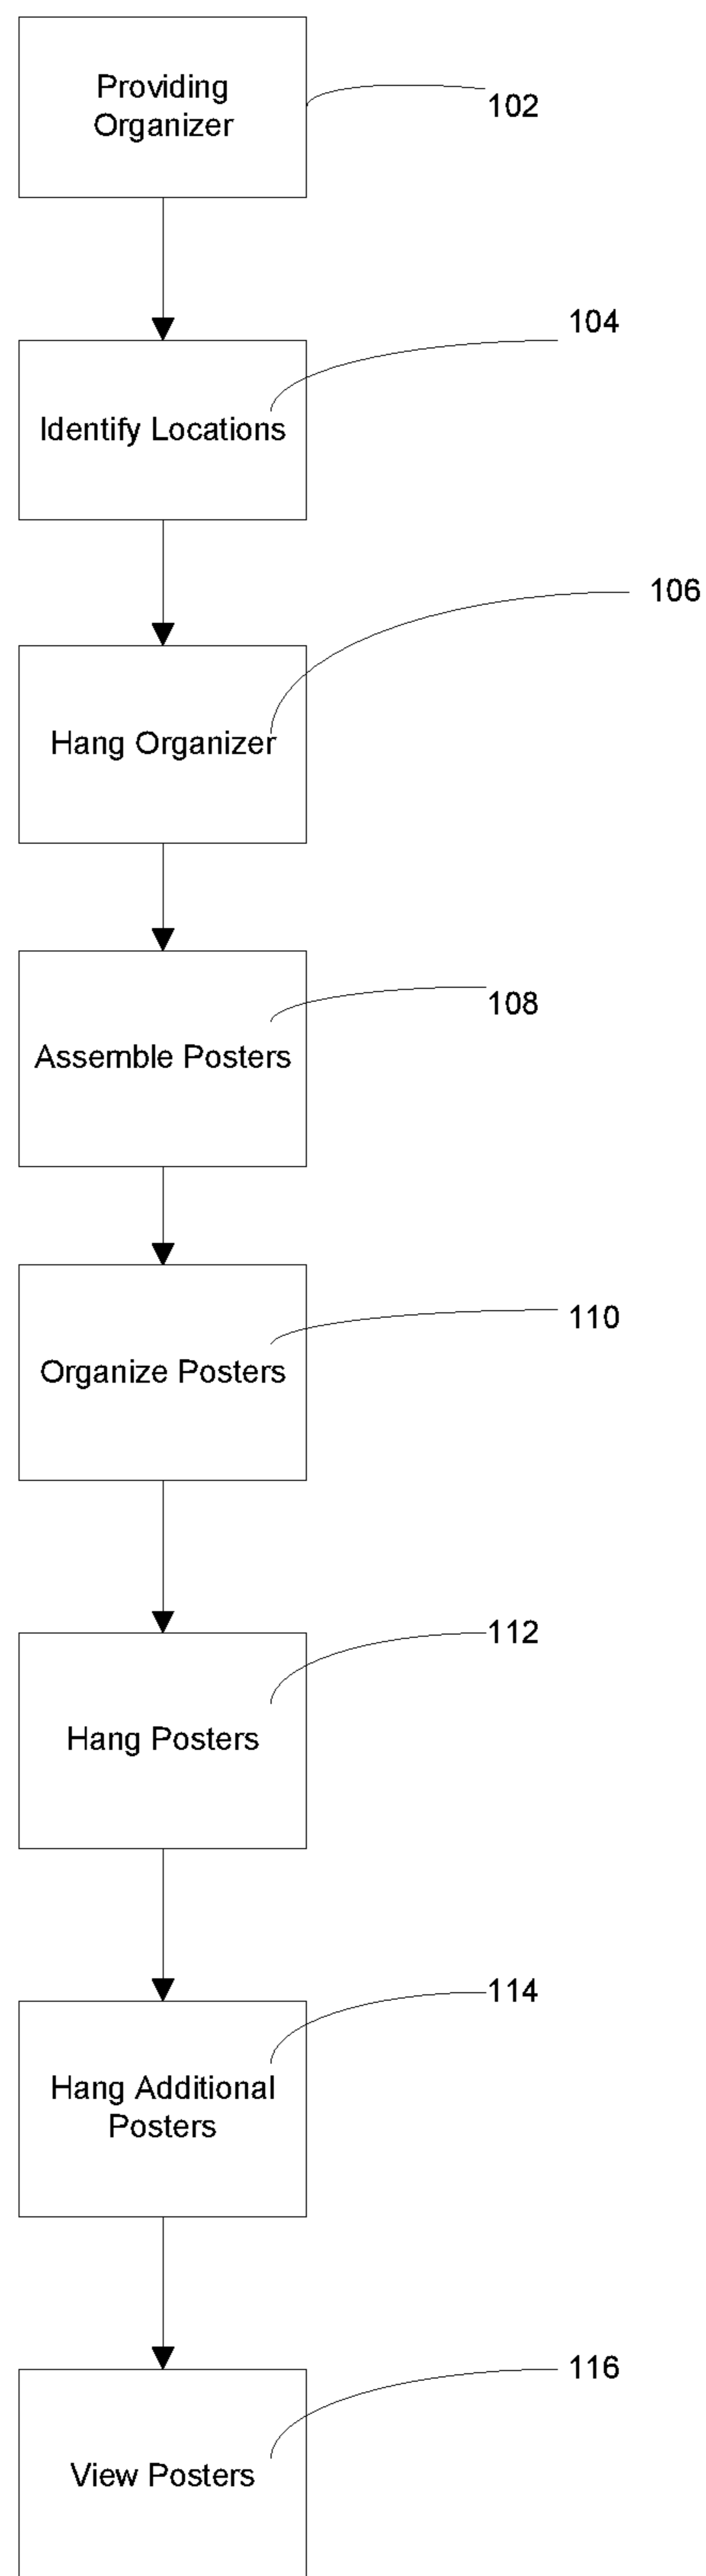 Providing
Organizer
102
104
Identify Locations
106
Hang Organizer
108
Assemble Posters
110
Organize Posters
112
Hang Posters
114
Hang Additional
Posters
116
View Posters